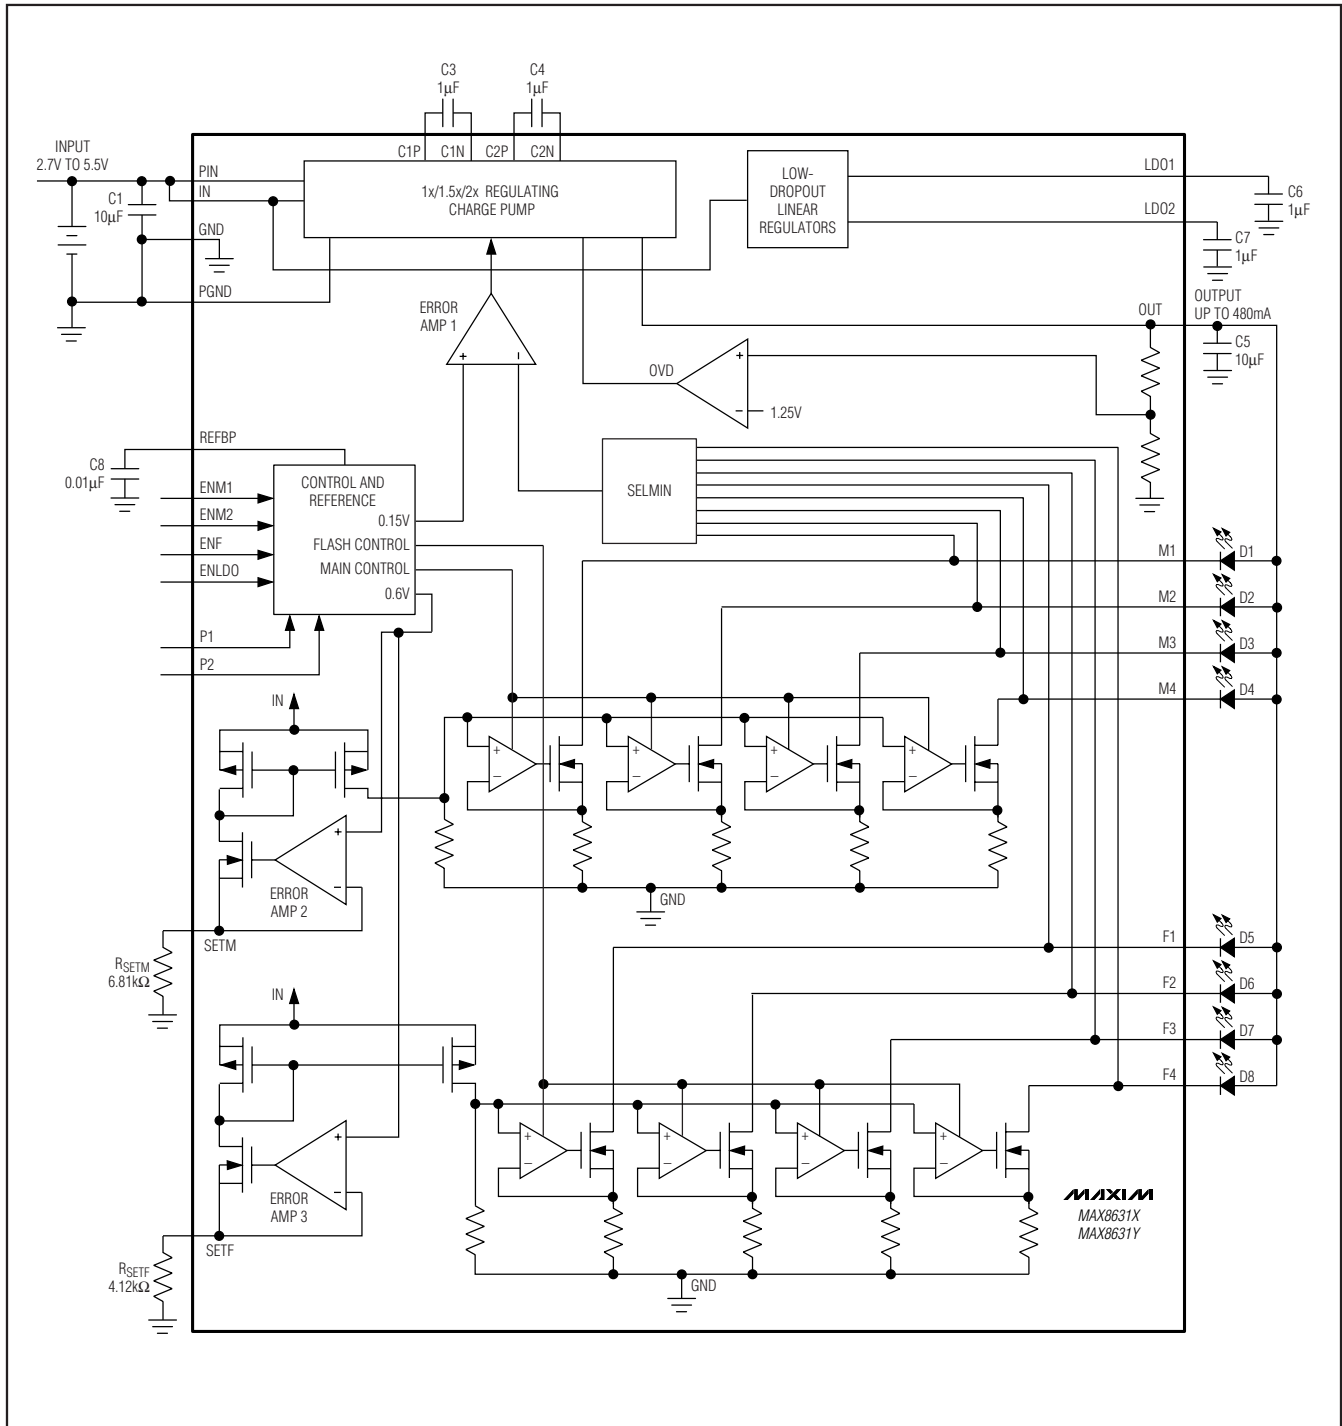 C3
1µF
C4
1µF
INPUT
2.7V TO 5.5V
C1P
C1N
C2P
C2N
PIN
IN
C1
10µF
GND
PGND
1x/1.5x/2x REGULATING
CHARGE PUMP
LOW-
DROPOUT
LINEAR
REGULATORS
LDO1
LDO2
C6
1µF
C7
1µF
ERROR
AMP 1
+
–
OVD
+
–
1.25V
OUT
OUTPUT
UP TO 480mA
C5
10µF
REFBP
C8
0.01µF
ENM1
ENM2
ENF
ENLDO
P1
P2
CONTROL AND
REFERENCE
0.15V
FLASH CONTROL
MAIN CONTROL
0.6V
SELMIN
M1
D1
M2
D2
M3
D3
M4
D4
IN
+
–
+
–
+
–
+
–
+
–
ERROR
AMP 2
GND
SETM
RSETM
6.81kΩ
F1
D5
F2
D6
F3
D7
F4
D8
IN
+
–
+
–
+
–
+
–
+
–
ERROR
AMP 3
GND
SETF
RSETF
4.12kΩ
MAXIM
MAX8631X
MAX8631Y